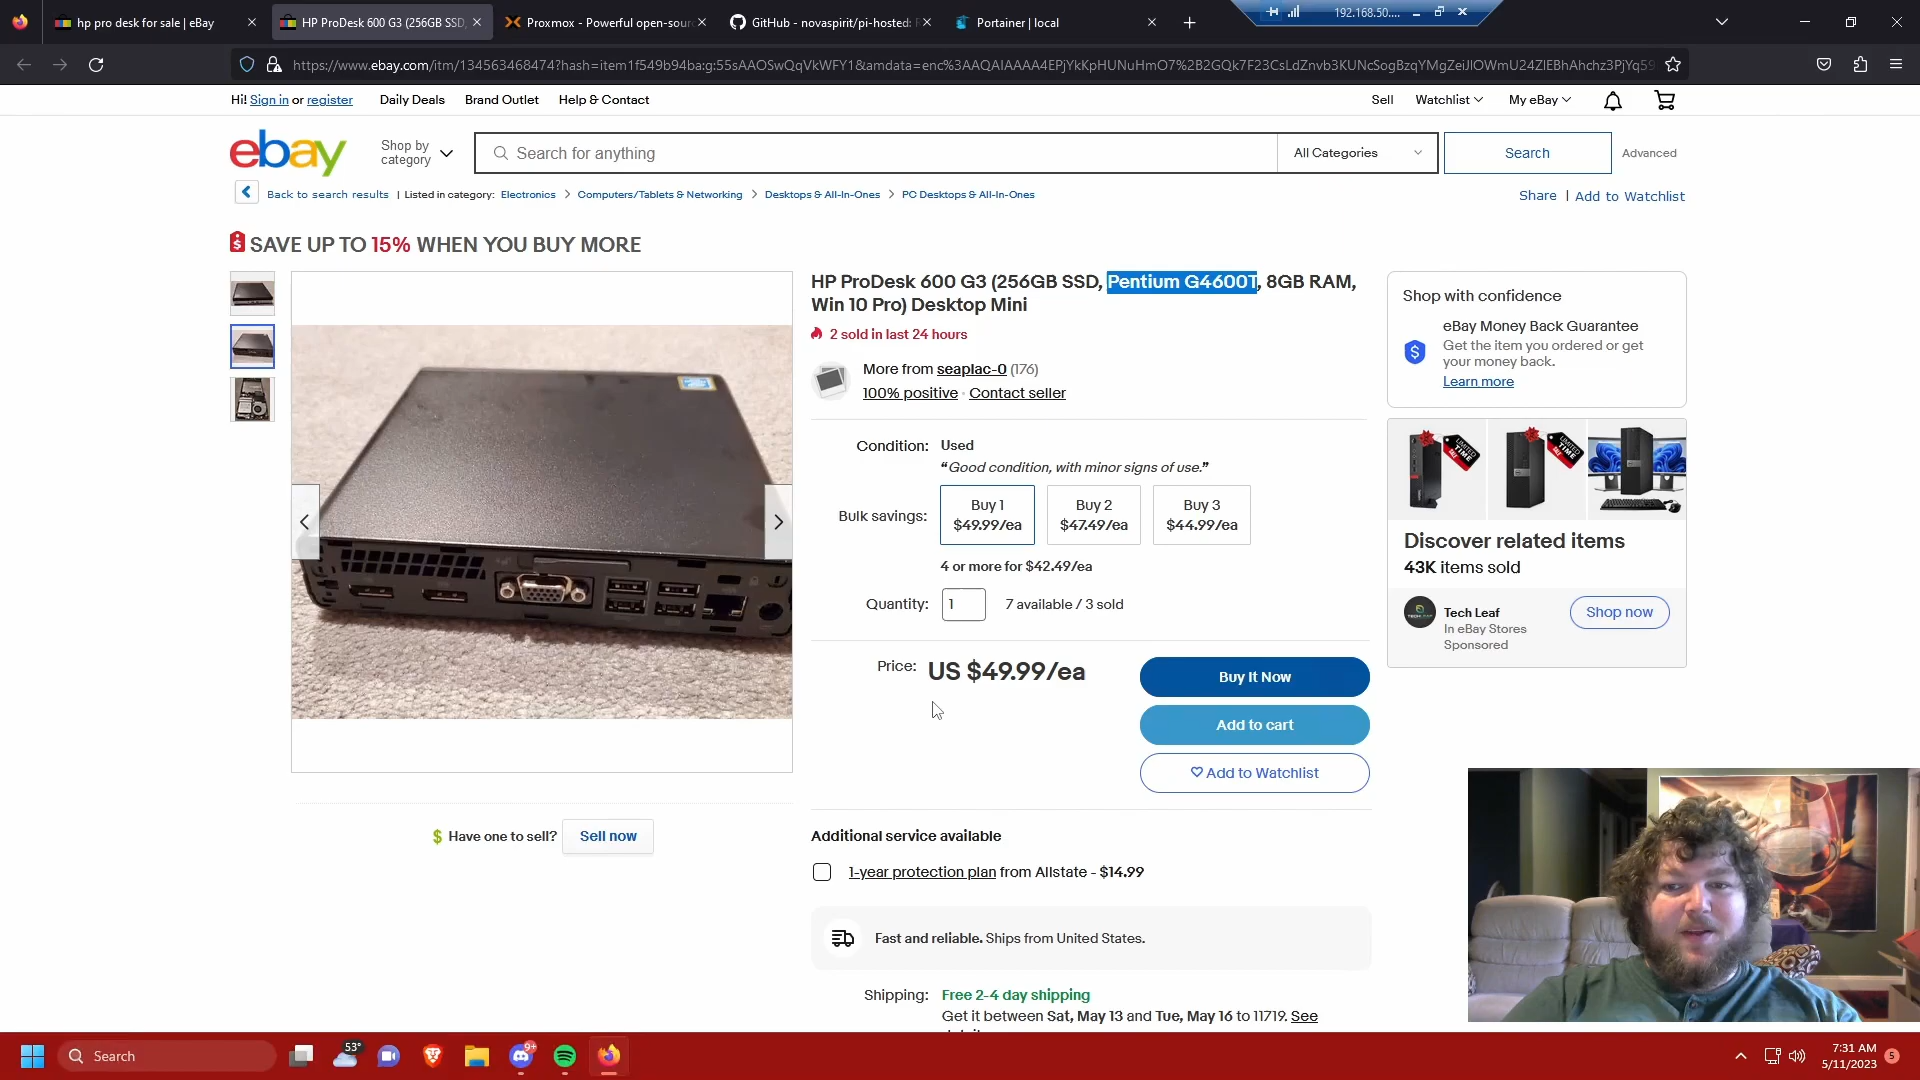 hp pro desk for sale | eBay
HP ProDesk 600 G3 (256GB SSD,
Proxmox - Powerful open-sour
GitHub - novaspirit/pi-hosted:
Portainer | local
192.168.50....
https://www.ebay.com/itm/134563468474?hash=item1f549b94ba:g:55sAAOSwQqVkWFY1&amdata=enc%3AAQAIAAAA4EPjYkKpHUNuHmO7%2B2GQk7F23CsLdZnvb3KUNcSogBzqYMgZeiJlOWmU24ZlEBhAhchz3PjYq59
Hi! Sign in or register
Daily Deals
Brand Outlet
Help & Contact
Sell
Watchlist
My eBay
ebay
Shop by
category
Search for anything
All Categories
Search
Advanced
Back to search results | Listed in category: Electronics > Computers/Tablets & Networking > Desktops & All-In-Ones > PC Desktops & All-In-Ones
Share | Add to Watchlist
$ SAVE UP TO 15% WHEN YOU BUY MORE
HP ProDesk 600 G3 (256GB SSD, Pentium G4600T, 8GB RAM,
Win 10 Pro) Desktop Mini
2 sold in last 24 hours
More from seaplac-0 (176)
100% positive · Contact seller
Condition: Used
“Good condition, with minor signs of use.”
Bulk savings:
Buy 1
$49.99/ea
Buy 2
$47.49/ea
Buy 3
$44.99/ea
4 or more for $42.49/ea
Quantity: 1 7 available / 3 sold
Price: US $49.99/ea
Buy It Now
Add to cart
Add to Watchlist
$ Have one to sell? Sell now
Additional service available
1-year protection plan from Allstate - $14.99
Fast and reliable. Ships from United States.
Shipping: Free 2-4 day shipping
Get it between Sat, May 13 and Tue, May 16 to 11719. See
Shop with confidence
eBay Money Back Guarantee
Get the item you ordered or get
your money back.
Learn more
LIMITED TIME
LIMITED TIME
Discover related items
43K items sold
Tech Leaf
In eBay Stores
Sponsored
Shop now
Search
53°
9+
7:31 AM
5/11/2023
5